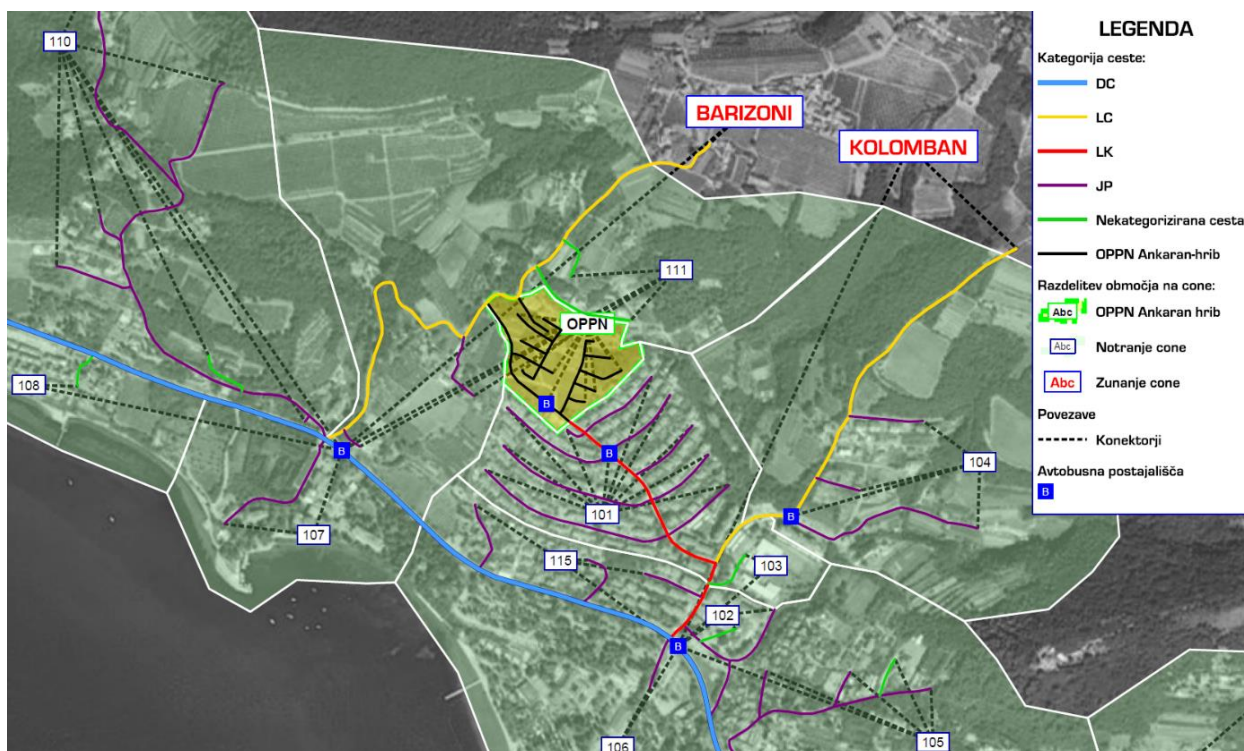 110
BARIZONI
KOLOMBAN
111
OPPN
B
108
B
B
104
B
101
107
115
103
102
B
106
105
LEGENDA
Kategorija ceste:
DC
LC
LK
JP
Nekategorizirana cesta
OPPN Ankaran-hrib
Razdelitev območja na cone:
Abc OPPN Ankaran hrib
Abc Notranje cone
Abc Zunanje cone
Povezave
Konektorji
Avtobusna postajališča
B